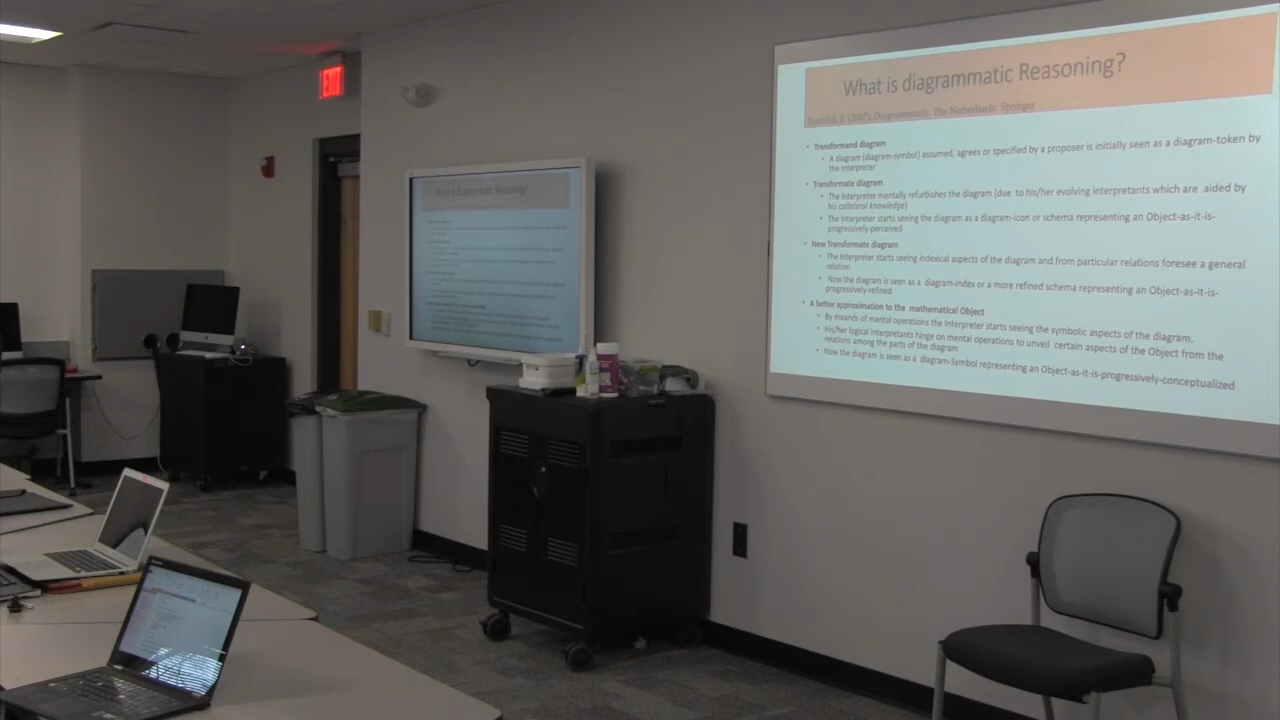 EXIT
What is diagrammatic Reasoning?
What is diagrammatic Reasoning?
Stjernfelt, F. (2007). Diagrammatology. The Netherlands: Springer
• Transformand diagram
• A diagram (diagram-symbol) assumed, agrees or specified by a proposer is initially seen as a diagram-token by
the Interpreter
• Transformate diagram
• The Interpreter mentally refurbishes the diagram (due to his/her evolving interpretants which are aided by
his collateral knowledge)
• The Interpreter starts seeing the diagram as a diagram-icon or schema representing an Object-as-it-is-
progressively-perceived
• New Transformate diagram
• The Interpreter starts seeing indexical aspects of the diagram and from particular relations foresee a general
relation
• Now the diagram is seen as a diagram-index or a more refined schema representing an Object-as-it-is-
progressively-refined
• A better approximation to the mathematical Object
• By meands of mental operations the Interpreter starts seeing the symbolic aspects of the diagram,
• His/her logical interpretants hinge on mental operations to unveil certain aspects of the Object from the
relations among the parts of the diagram
• Now the diagram is seen as a diagram-Symbol representing an Object-as-it-is-progressively-conceptualized